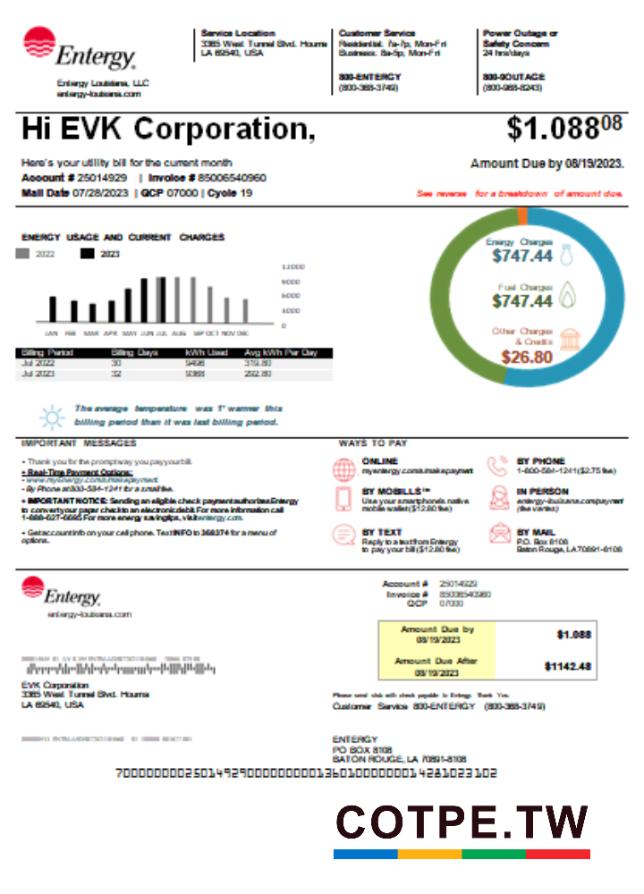 Entergy
Entergy Louisiana, LLC
entergy-louisana.com
Service Location
3365 West Tunnel Blvd. Houma
LA 69540, USA
Customer Service
Residential: 7a-7p, Mon-Fri
Business: 8a-5p, Mon-Fri
800-ENTERGY
(800-368-3749)
Power Outage or
Safety Concern
24 hrs/days
800-9OUTAGE
(800-968-8243)
Hi EVK Corporation,
$1.088 08
Here's your utility bill for the current month
Amount Due by 08/19/2023.
Account # 25014929 | Invoice # 85006540960
Mail Date 07/28/2023 | QCP 07000 | Cycle 19
See reverse for a breakdown of amount due.
ENERGY USAGE AND CURRENT CHARGES
2022 2023
12000
9000
6000
3000
0
JAN FEB MAR APR MAY JUN JUL AUG SEP OCT NOV DEC
Energy Charges
$747.44
Fuel Charges
$747.44
Other Charges
& Credits
$26.80
Billing Period Billing Days kWh Used Avg kWh Per Day
Jul 2022 30 9496 319.80
Jul 2023 32 9368 292.80
The average temperature was 1° warmer this
billing period than it was last billing period.
IMPORTANT MESSAGES
• Thank you for the prompt way you pay your bill.
• Real-Time Payment Options:
- www.myEntergy.com/makepayment
- By Phone at 800-584-1241 for a small fee.
• IMPORTANT NOTICE: Sending an eligible check payment authorizes Entergy
to convert your paper check to an electronic debit. For more information call
1-888-627-6695. For more energy saving tips, visit entergy.com.
• Get account info on your cell phone. Text INFO to 368374 for a menu of
options.
WAYS TO PAY
ONLINE
myentergy.com/makepayment
BY PHONE
1-800-584-1241 ($2.75 fee)
BY MOBILLS™
Use your smartphone's native
mobile wallet ($12.80 fee)
IN PERSON
energy-louisana.com/payment
(fee varies)
BY TEXT
Reply to a text from Entergy
to pay your bill ($12.80 fee)
BY MAIL
P.O. Box 8108
Baton Rouge, LA 70891-8108
Entergy
entergy-louisana.com
Account # 25014929
Invoice # 85006540960
QCP 07000
Amount Due by
08/19/2023
$1.088
Amount Due After
08/19/2023
$1142.48
EVK Corporation
3365 West Tunnel Blvd. Houma
LA 69540, USA
Please send stub with check payable to Entergy. Thank You.
Customer Service 800-ENTERGY (800-368-3749)
ENTERGY
PO BOX 8108
BATON ROUGE, LA 70891-8108
COTPE.TW